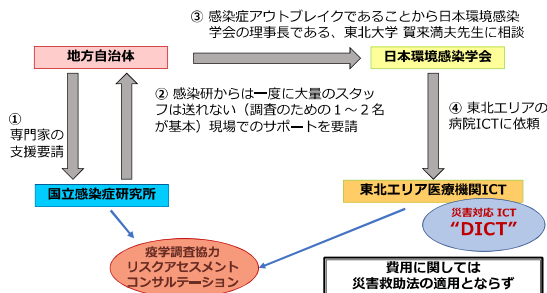 ③ 感染症アウトブレイクであることから日本環境感染
学会の理事長である、東北大学 賀来満夫先生に相談
地方自治体
日本環境感染学会
① 
専門家の
支援要請
② 感染研からは一度に大量のスタッ
フは送れない（調査のための１～２名
が基本）現場でのサポートを要請
④ 東北エリアの
病院ICTに依頼
国立感染症研究所
東北エリア医療機関ICT
災害対応 ICT
“DICT”
疫学調査協力
リスクアセスメント
コンサルテーション
費用に関しては
災害救助法の適用とならず